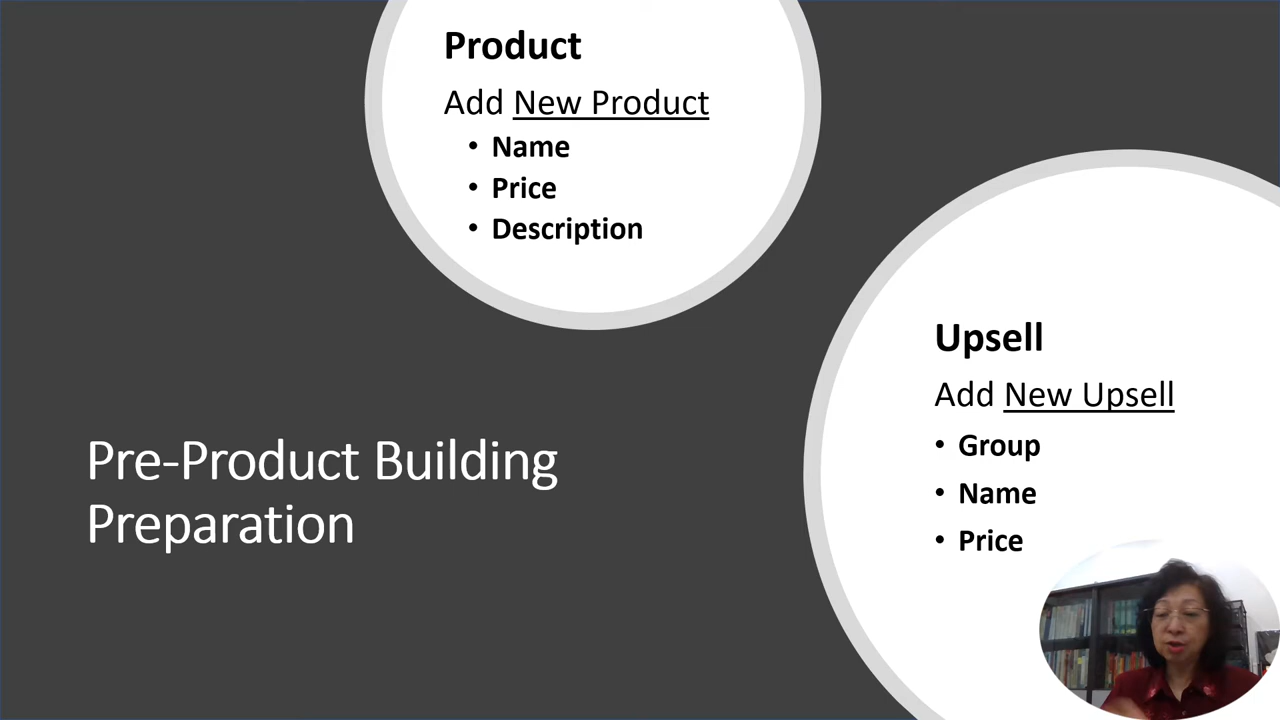 Product
Add New Product
• Name
• Price
• Description
Upsell
Add New Upsell
• Group
• Name
• Price
Pre-Product Building
Preparation